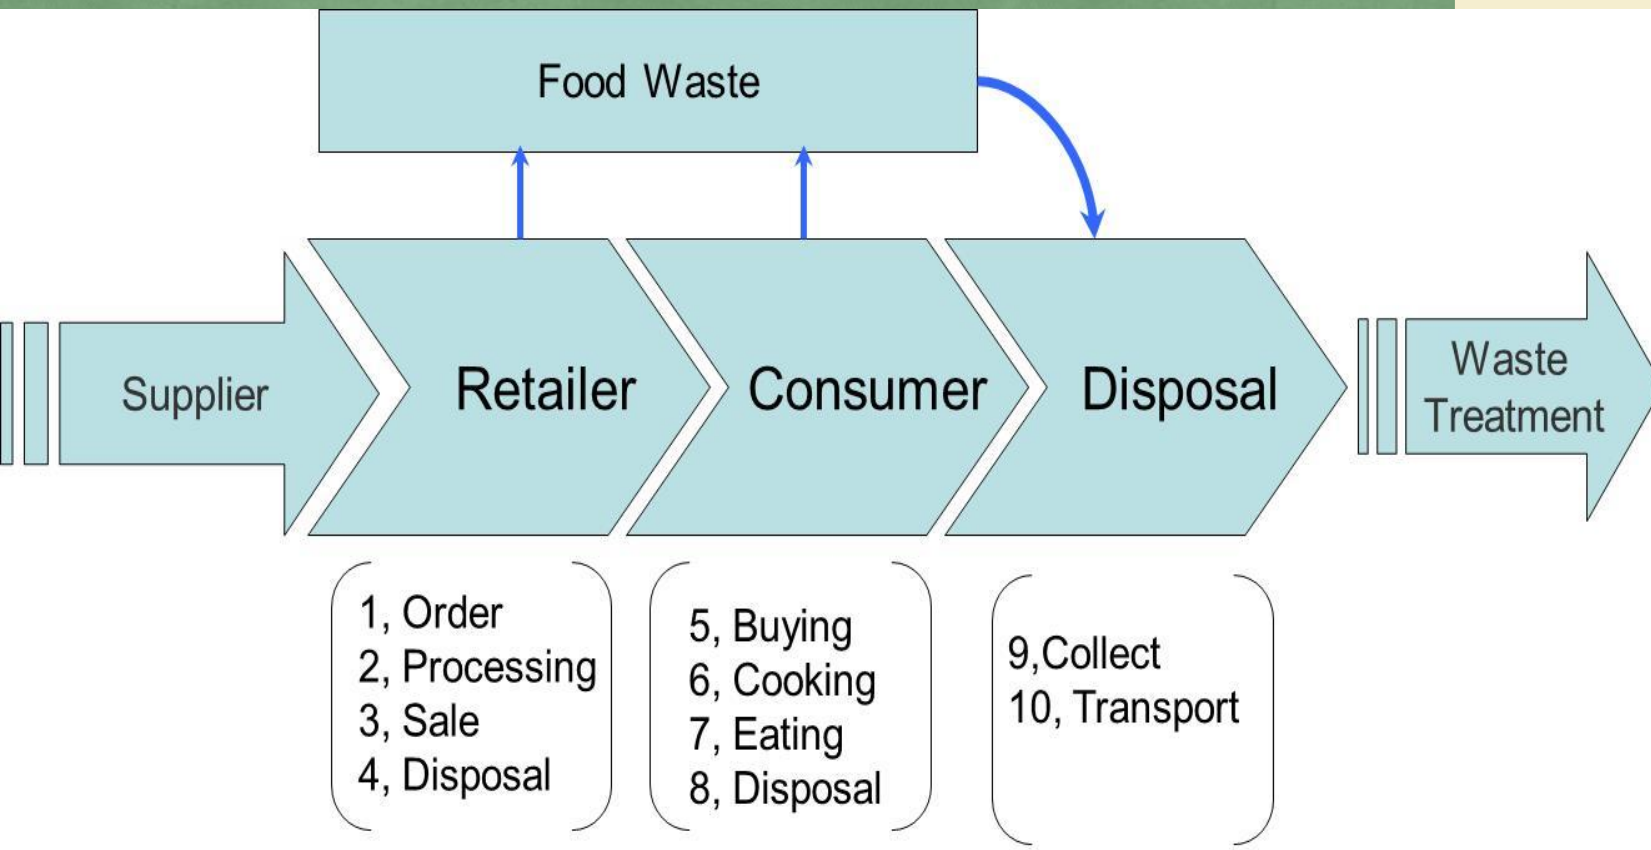 Food Waste
Supplier
Retailer
Consumer
Disposal
Waste
Treatment
1, Order
2, Processing
3, Sale
4, Disposal
5, Buying
6, Cooking
7, Eating
8, Disposal
9,Collect
10, Transport